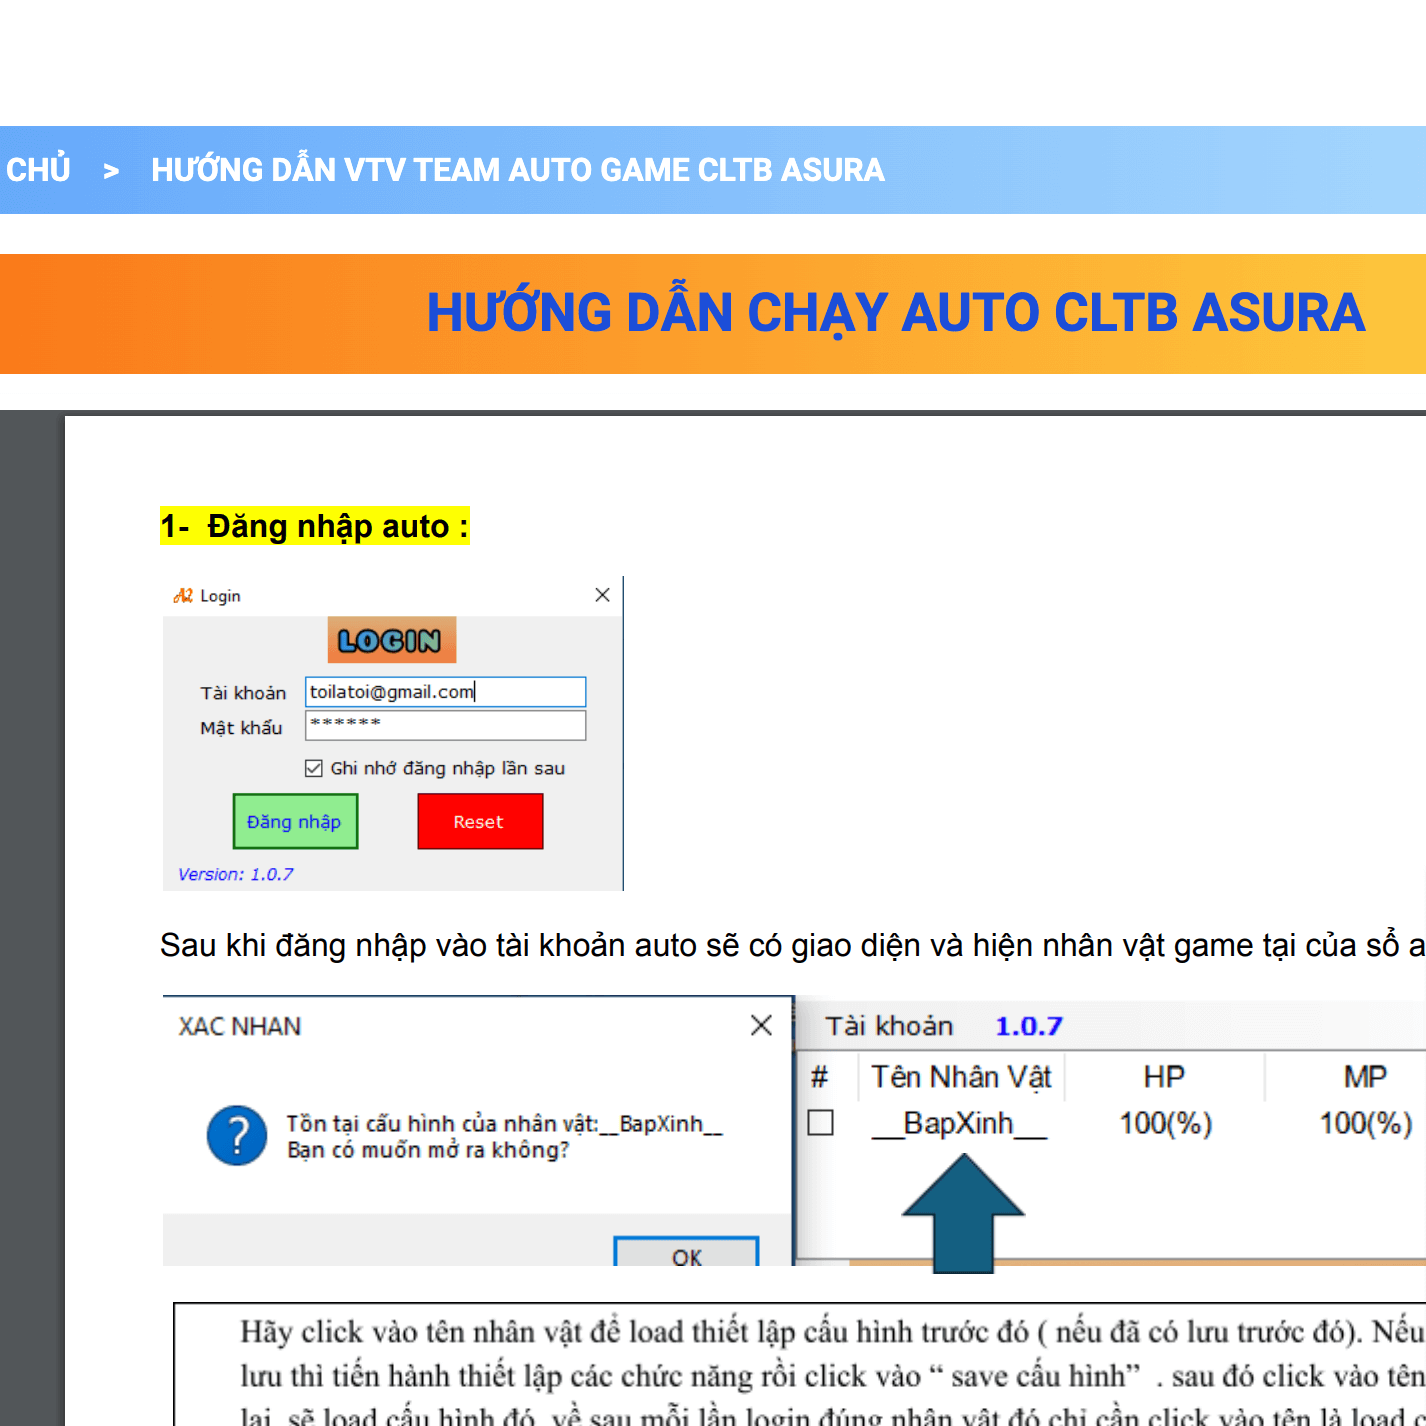 CHỦ > HƯỚNG DẪN VTV TEAM AUTO GAME CLTB ASURA
HƯỚNG DẪN CHẠY AUTO CLTB ASURA
1- Đăng nhập auto :
A2 Login
LOGIN
Tài khoản toilatoi@gmail.com
Mật khẩu ******
Ghi nhớ đăng nhập lần sau
Đăng nhập Reset
Version: 1.0.7
Sau khi đăng nhập vào tài khoản auto sẽ có giao diện và hiện nhân vật game tại của sổ a
XAC NHAN
Tồn tại cấu hình của nhân vật:__BapXinh__
Bạn có muốn mở ra không?
OK
Tài khoản 1.0.7
# Tên Nhân Vật HP MP
__BapXinh__ 100(%) 100(%)
Hãy click vào tên nhân vật để load thiết lập cấu hình trước đó ( nếu đã có lưu trước đó). Nếu
lưu thì tiến hành thiết lập các chức năng rồi click vào “ save cấu hình” . sau đó click vào tên
lại sẽ load cấu hình đó về sau mỗi lần login đúng nhân vật đó chỉ cần click vào tên là load